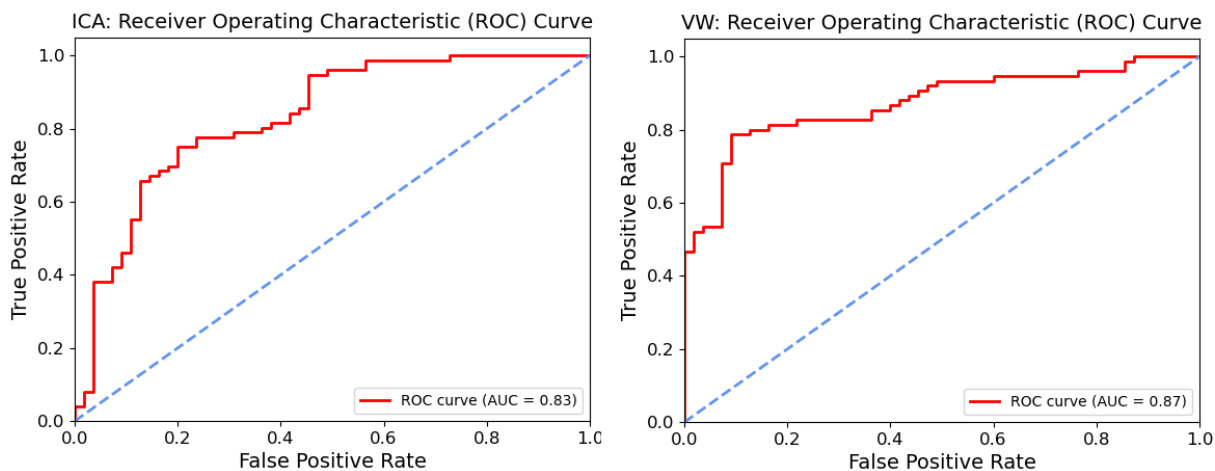 ICA: Receiver Operating Characteristic (ROC) Curve
1.0
0.8
0.6
0.4
0.2
0.0
True Positive Rate
ROC curve (AUC = 0.83)
0.0 0.2 0.4 0.6 0.8 1.0
False Positive Rate
VW: Receiver Operating Characteristic (ROC) Curve
1.0
0.8
0.6
0.4
0.2
0.0
True Positive Rate
ROC curve (AUC = 0.87)
0.0 0.2 0.4 0.6 0.8 1.0
False Positive Rate